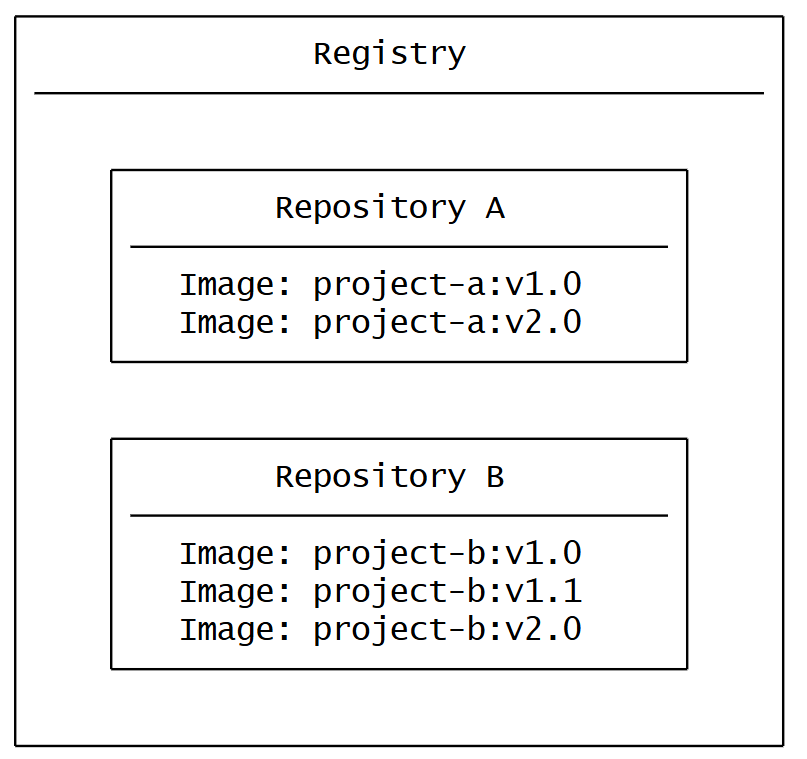 Registry
Repository A
Image: project-a:v1.0
Image: project-a:v2.0
Repository B
Image: project-b:v1.0
Image: project-b:v1.1
Image: project-b:v2.0